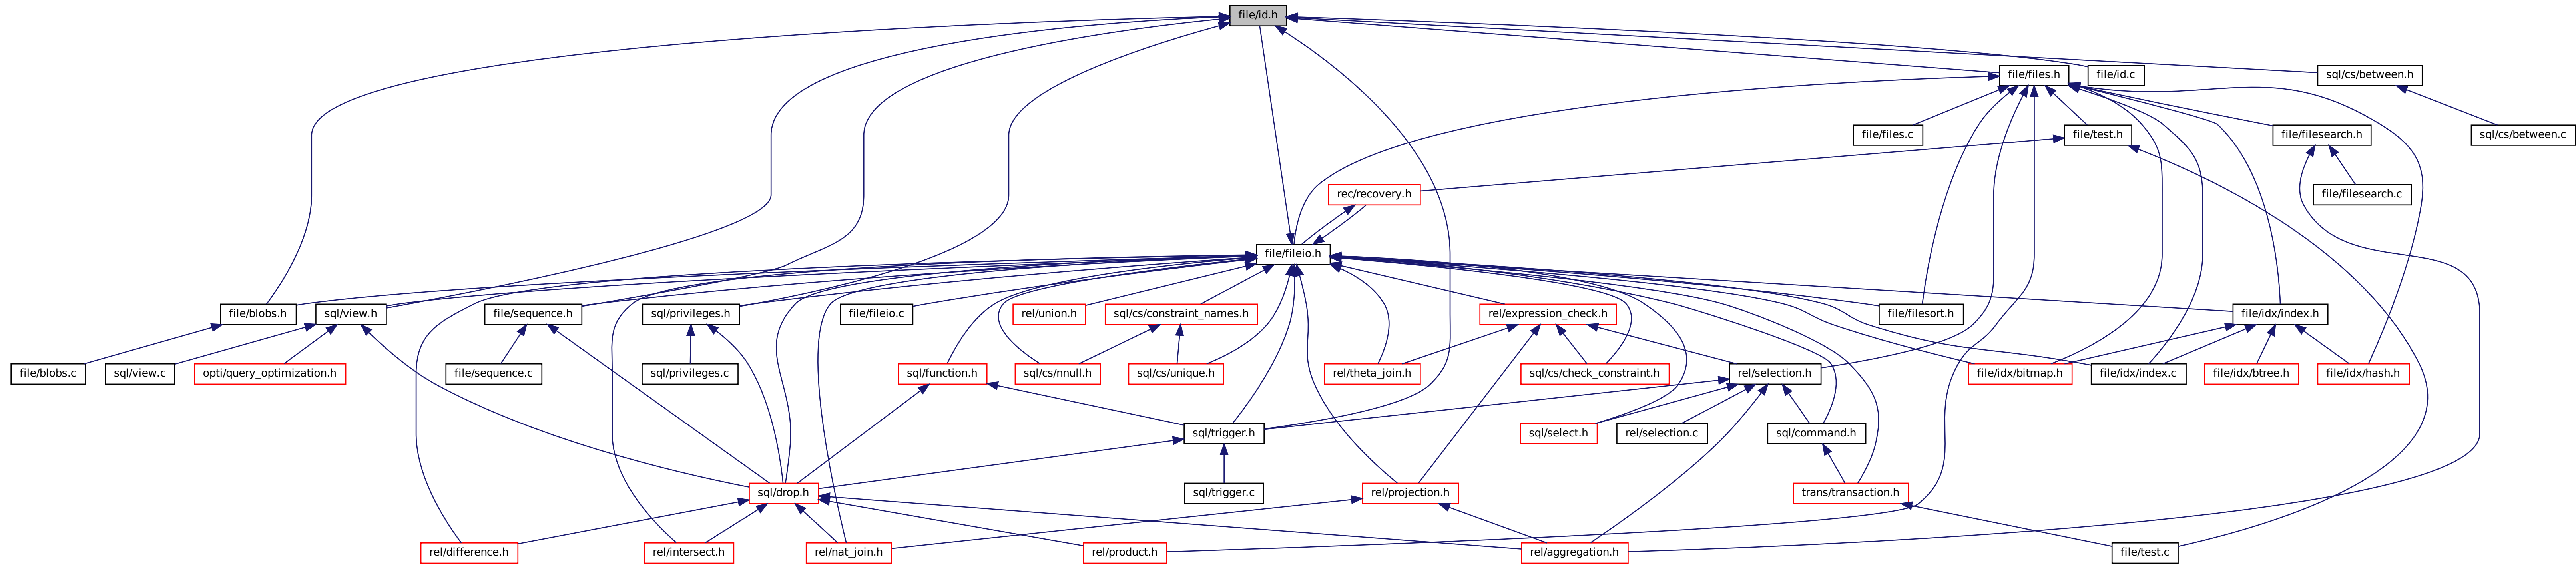 file/id.h
file/files.h
file/id.c
sql/cs/between.h
file/files.c
file/test.h
file/filesearch.h
sql/cs/between.c
rec/recovery.h
file/filesearch.c
file/fileio.h
file/blobs.h
sql/view.h
file/sequence.h
sql/privileges.h
file/fileio.c
rel/union.h
sql/cs/constraint_names.h
rel/expression_check.h
file/filesort.h
file/idx/index.h
file/blobs.c
sql/view.c
opti/query_optimization.h
file/sequence.c
sql/privileges.c
sql/function.h
sql/cs/nnull.h
sql/cs/unique.h
rel/theta_join.h
sql/cs/check_constraint.h
rel/selection.h
file/idx/bitmap.h
file/idx/index.c
file/idx/btree.h
file/idx/hash.h
sql/trigger.h
sql/select.h
rel/selection.c
sql/command.h
sql/drop.h
sql/trigger.c
rel/projection.h
trans/transaction.h
rel/difference.h
rel/intersect.h
rel/nat_join.h
rel/product.h
rel/aggregation.h
file/test.c